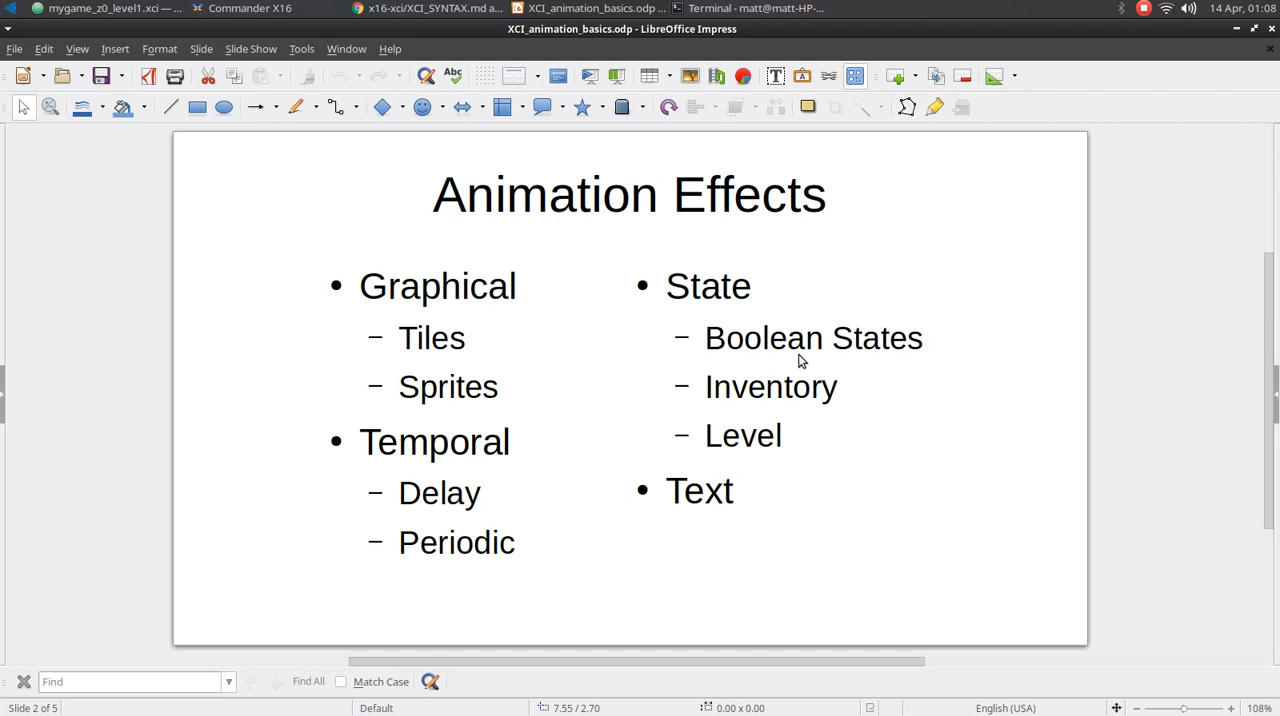 mygame_z0_level1.xci — ... Commander X16 x16-xci/XCI_SYNTAX.md a... XCI_animation_basics.odp ... Terminal - matt@matt-HP-... 14 Apr, 01:08
XCI_animation_basics.odp - LibreOffice Impress
File Edit View Insert Format Slide Slide Show Tools Window Help
Abc
Animation Effects
• Graphical
– Tiles
– Sprites
• Temporal
– Delay
– Periodic
• State
– Boolean States
– Inventory
– Level
• Text
Find Find All Match Case
Slide 2 of 5 Default 7.55 / 2.70 0.00 x 0.00 English (USA) 108%